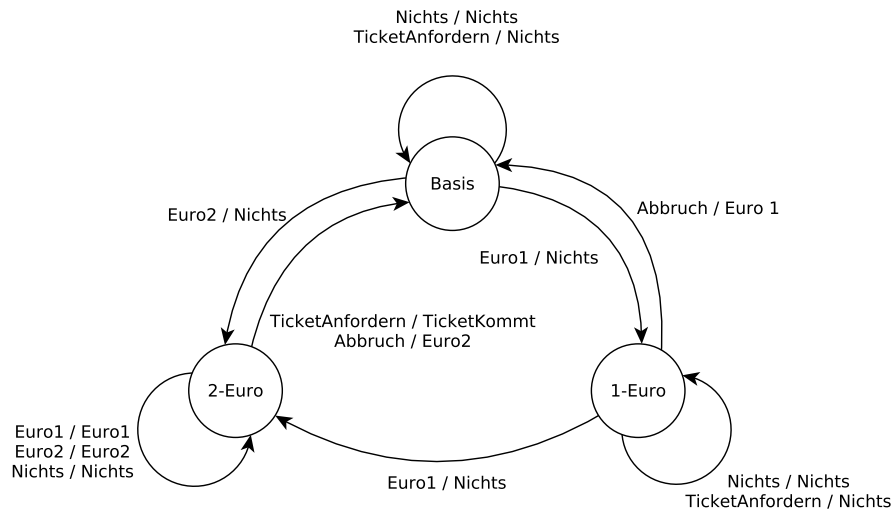 Nichts / Nichts
TicketAnfordern / Nichts
Basis
Euro2 / Nichts
Abbruch / Euro 1
Euro1 / Nichts
TicketAnfordern / TicketKommt
Abbruch / Euro2
2-Euro
1-Euro
Euro1 / Euro1
Euro2 / Euro2
Nichts / Nichts
Euro1 / Nichts
Nichts / Nichts
TicketAnfordern / Nichts